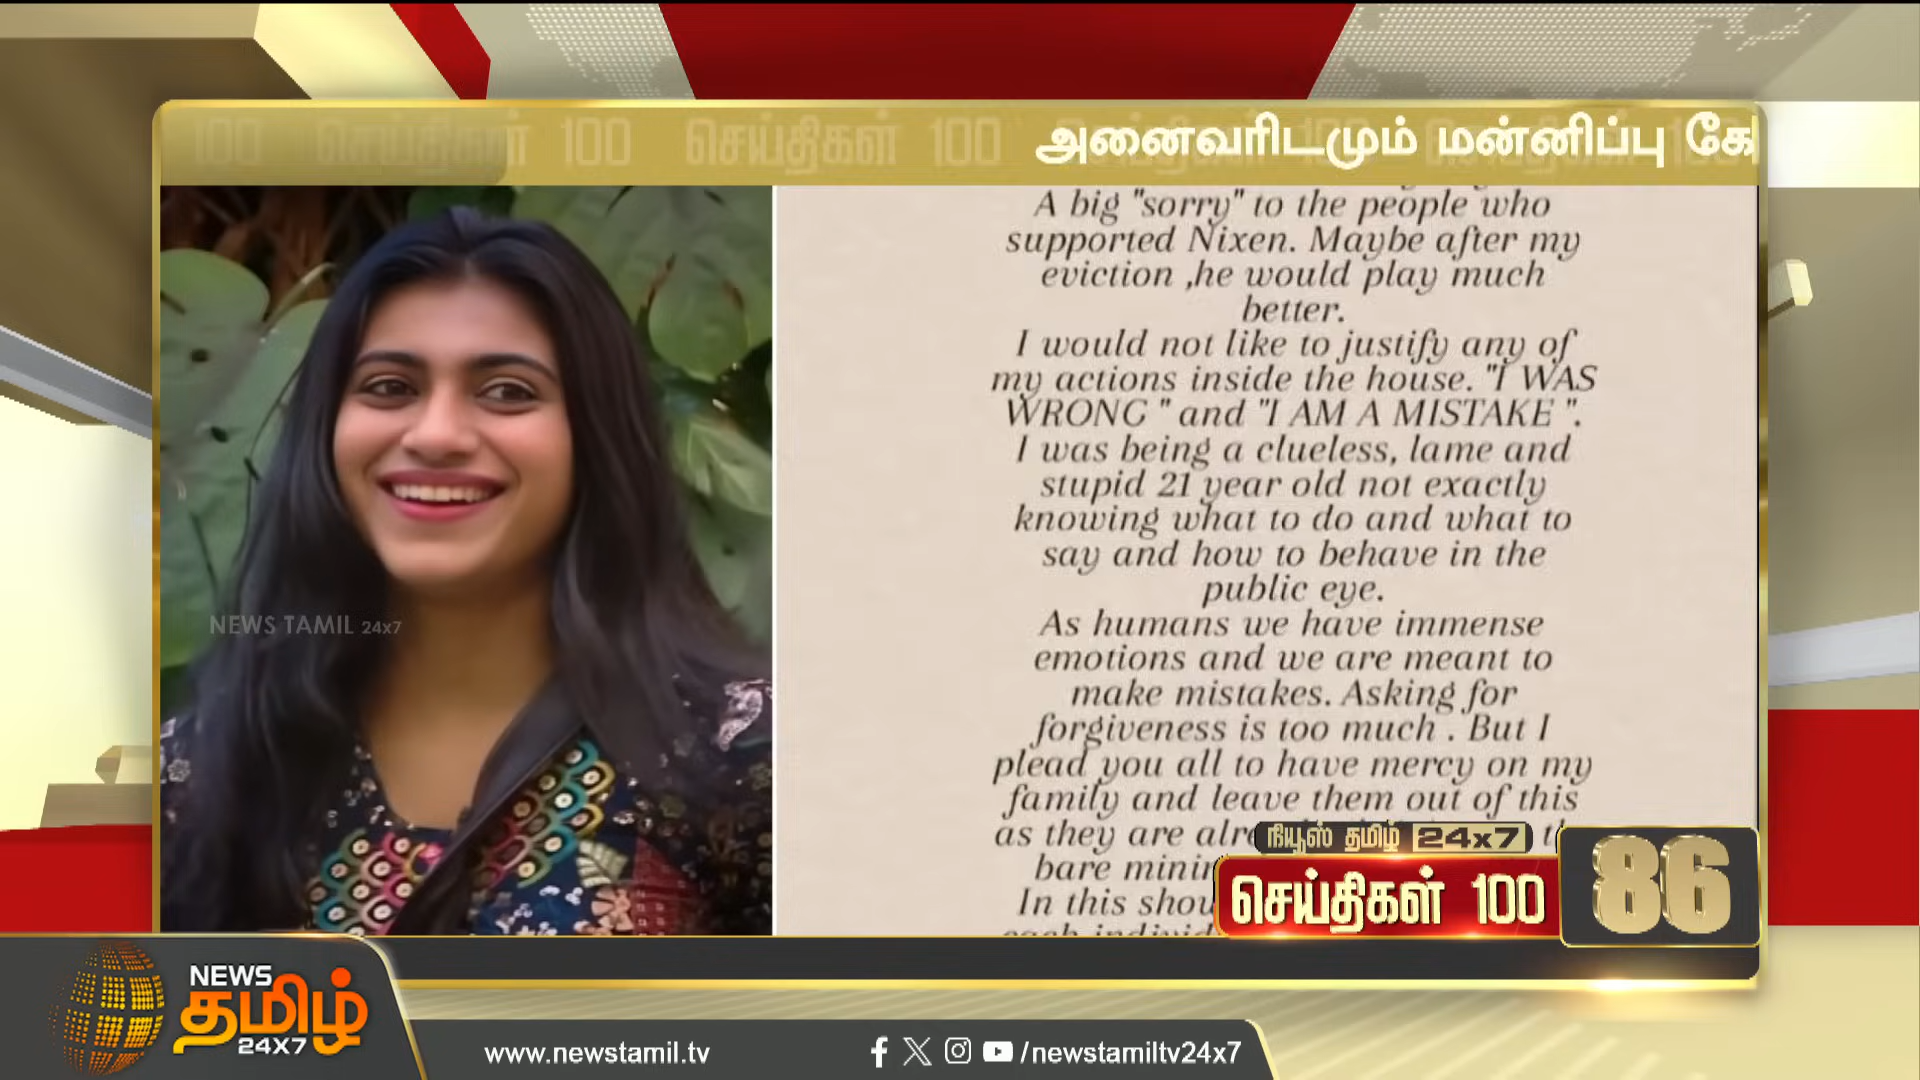 100 செய்திகள் 100 செய்திகள் 100
அனைவரிடமும் மன்னிப்பு கே
A big "sorry" to the people who
supported Nixen. Maybe after my
eviction ,he would play much
better.
I would not like to justify any of
my actions inside the house. "I WAS
WRONG " and "I AM A MISTAKE ".
I was being a clueless, lame and
stupid 21 year old not exactly
knowing what to do and what to
say and how to behave in the
public eye.
As humans we have immense
emotions and we are meant to
make mistakes. Asking for
forgiveness is too much . But I
plead you all to have mercy on my
family and leave them out of this
as they are
bare
In this
NEWS TAMIL 24x7
நியூஸ் தமிழ் 24x7
செய்திகள் 100
86
NEWS
தமிழ்
24X7
www.newstamil.tv
/newstamiltv24x7